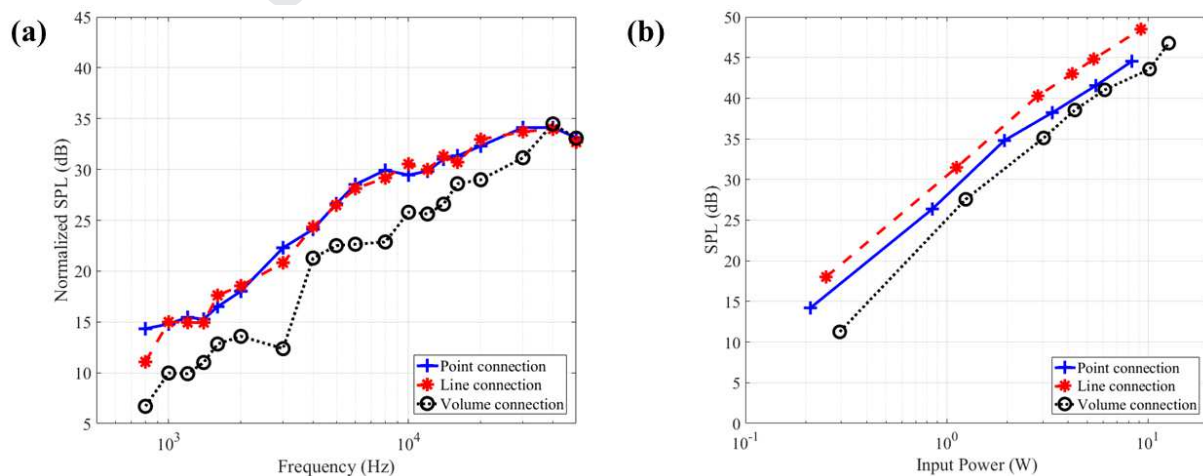 (a)
45
40
35
30
25
20
15
10
5
Normalized SPL (dB)
10^3
10^4
Frequency (Hz)
Point connection
Line connection
Volume connection
(b)
50
45
40
35
30
25
20
15
10
5
0
SPL (dB)
10^-1
10^0
10^1
Input Power (W)
Point connection
Line connection
Volume connection